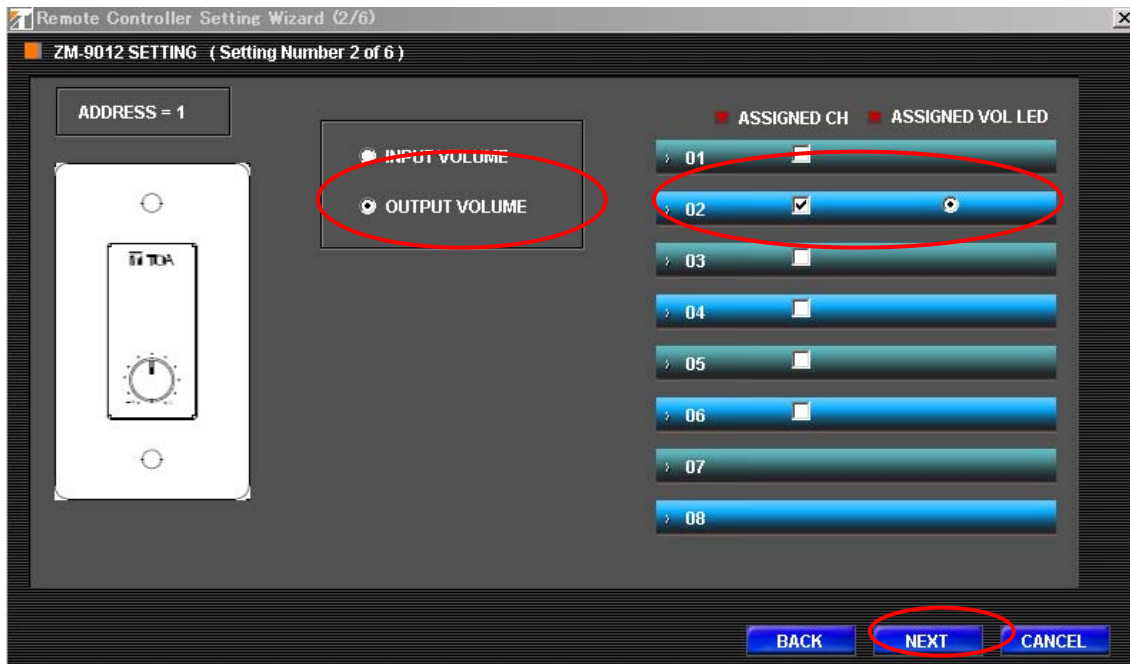 Remote Controller Setting Wizard (2/6)
ZM-9012 SETTING ( Setting Number 2 of 6 )
ADDRESS = 1
TOA
INPUT VOLUME
OUTPUT VOLUME
ASSIGNED CH ASSIGNED VOL LED
01
02
03
04
05
06
07
08
BACK NEXT CANCEL